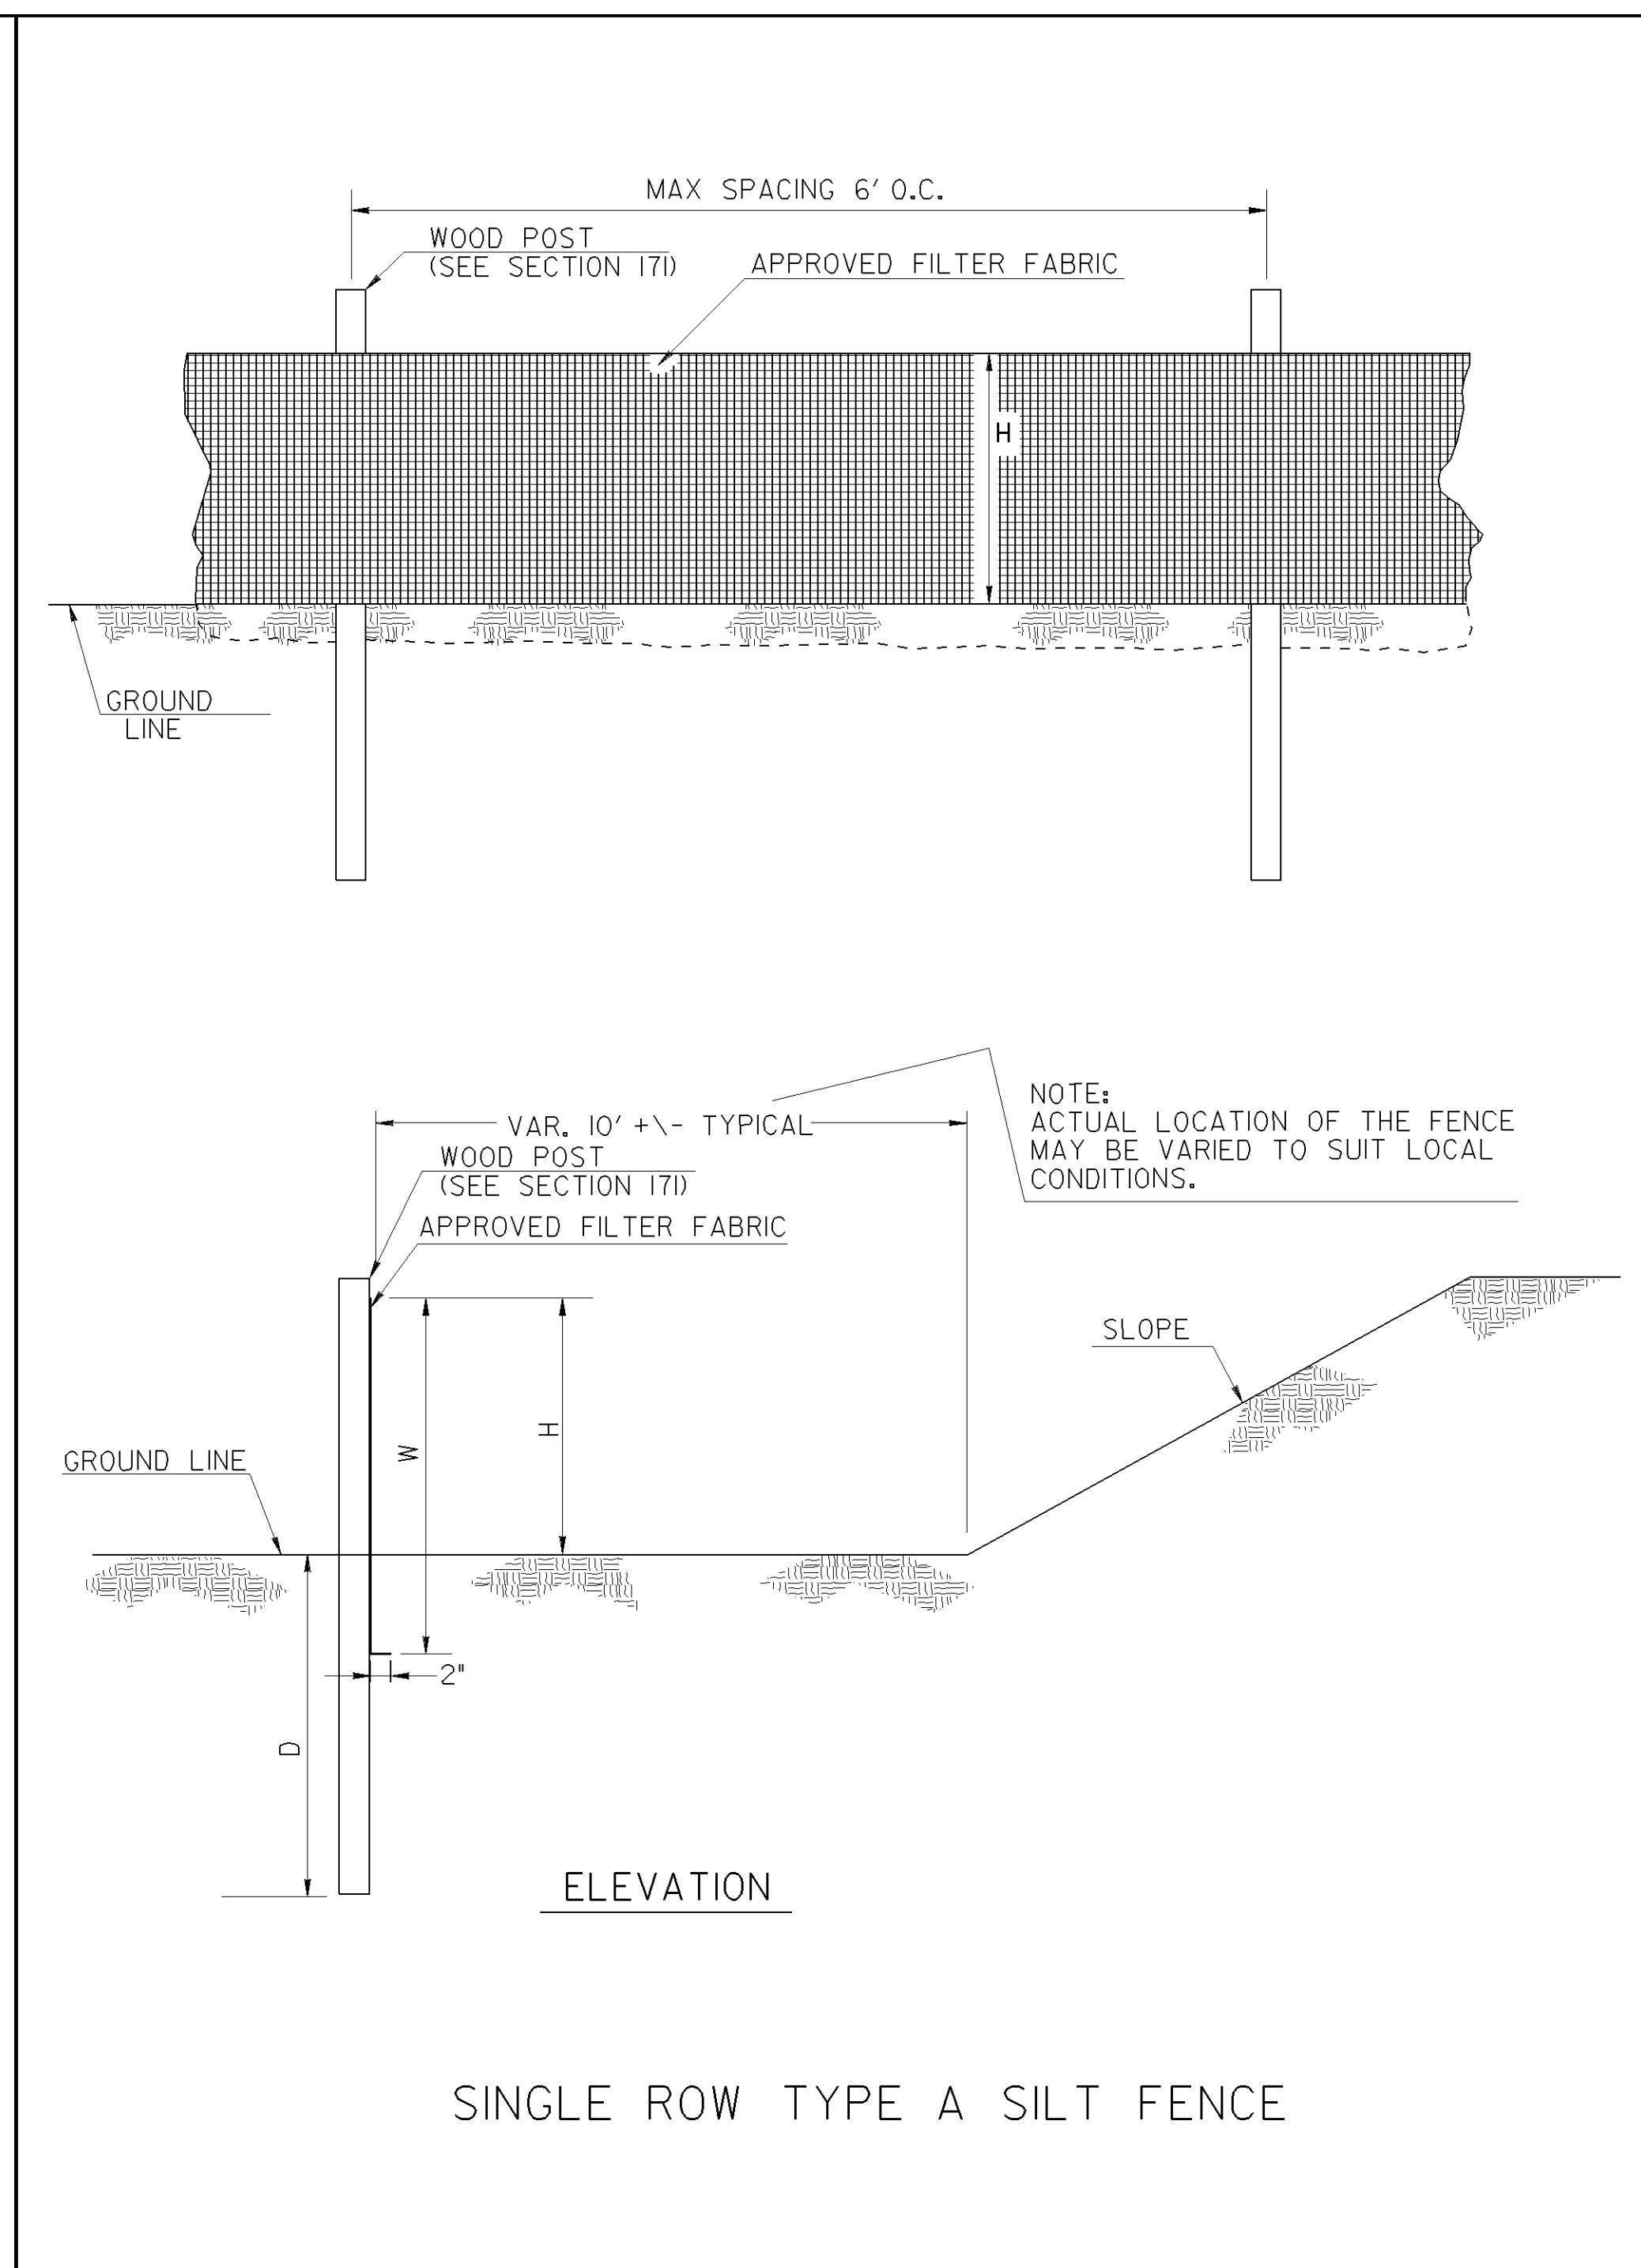 MAX SPACING 6' O.C.
WOOD POST
(SEE SECTION 171)
APPROVED FILTER FABRIC
H
GROUND
LINE
NOTE:
ACTUAL LOCATION OF THE FENCE
MAY BE VARIED TO SUIT LOCAL
CONDITIONS.
VAR. 10' +\- TYPICAL
WOOD POST
(SEE SECTION 171)
APPROVED FILTER FABRIC
SLOPE
H
W
GROUND LINE
2"
D
ELEVATION
SINGLE ROW TYPE A SILT FENCE